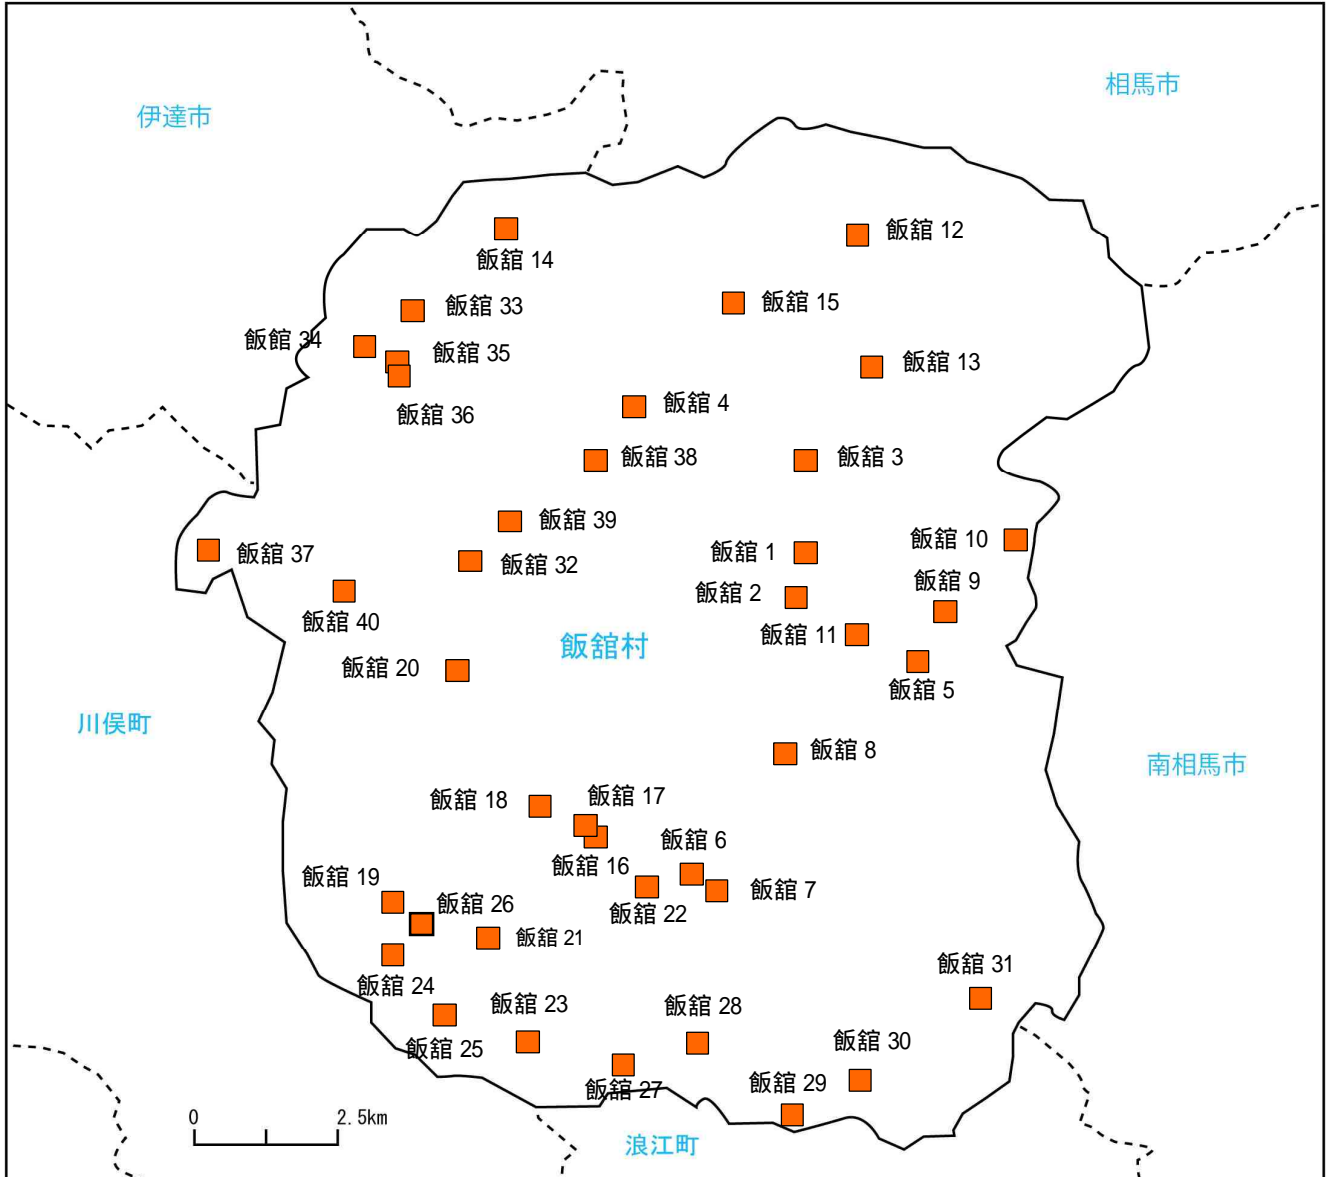 相馬市
伊達市
飯舘 12
飯舘 14
飯舘 15
飯舘 33
飯舘 34
飯舘 35
飯舘 13
飯舘 4
飯舘 36
飯舘 38
飯舘 3
飯舘 39
飯舘 10
飯舘 37
飯舘 1
飯舘 32
飯舘 9
飯舘 2
飯舘 40
飯舘 11
飯舘村
飯舘 20
飯舘 5
川俣町
飯舘 8
南相馬市
飯舘 18
飯舘 17
飯舘 6
飯舘 16
飯舘 19
飯舘 7
飯舘 26
飯舘 22
飯舘 21
飯舘 31
飯舘 24
飯舘 23
飯舘 28
飯舘 30
飯舘 25
飯舘 29
飯舘 27
0
2.5km
浪江町